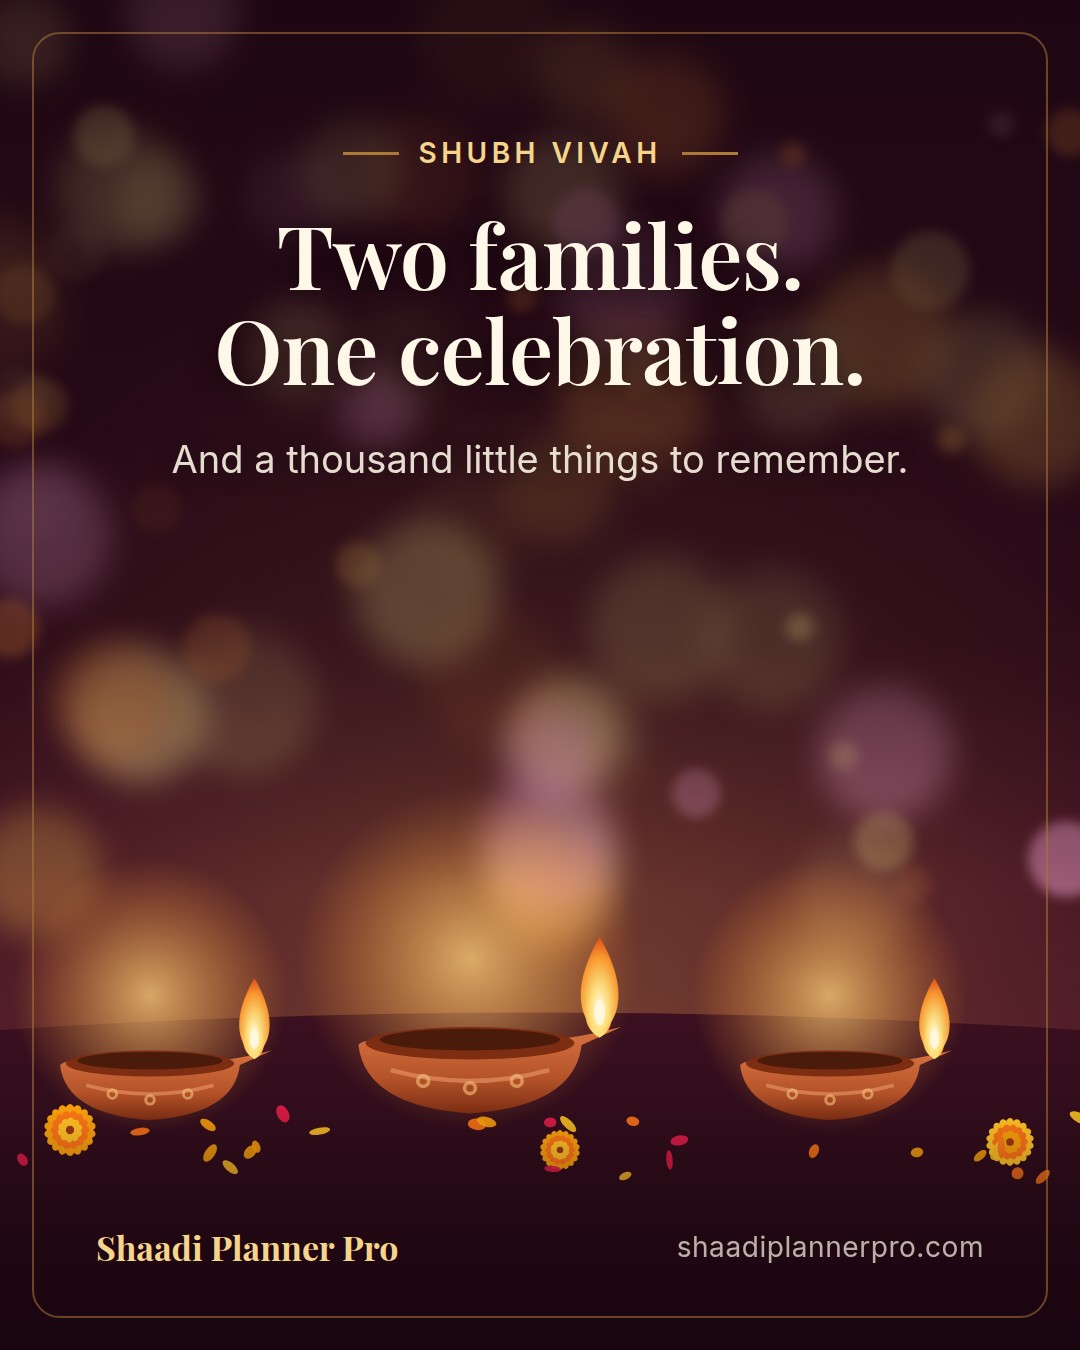 SHUBH VIVAH
Two families.
One celebration.
And a thousand little things to remember.
Shaadi Planner Pro
shaadiplannerpro.com